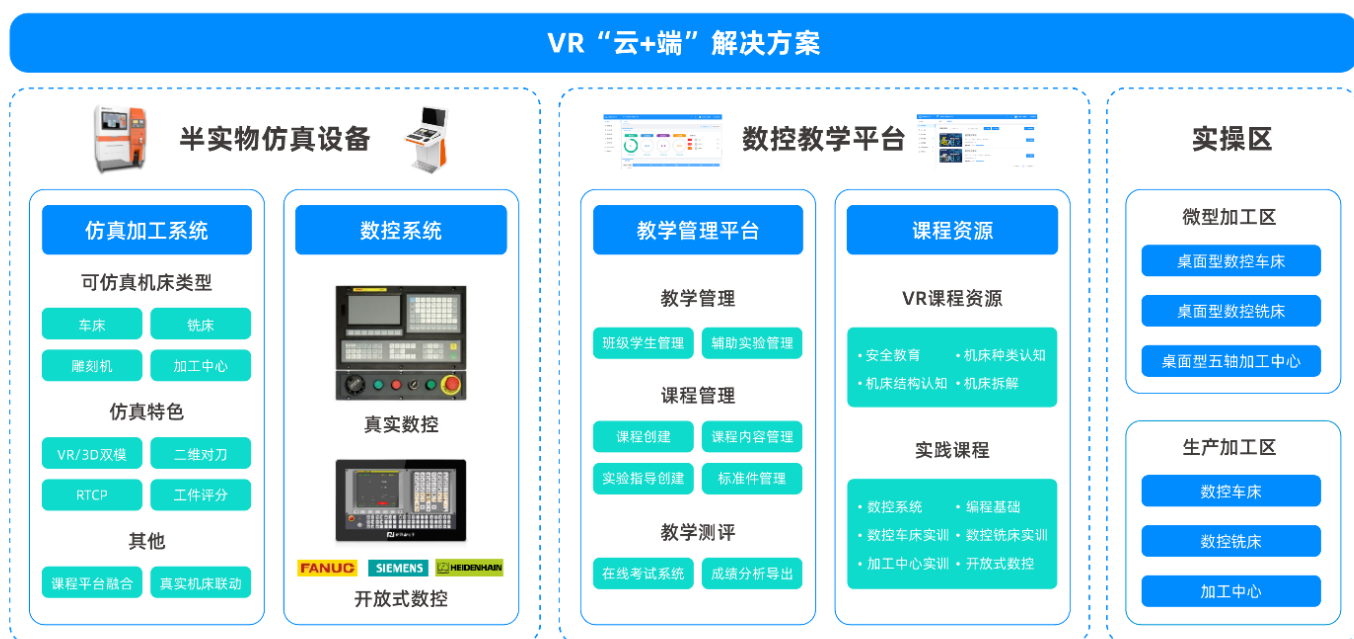 VR“云+端”解决方案
半实物仿真设备
仿真加工系统
可仿真机床类型
车床
铣床
雕刻机
加工中心
仿真特色
VR/3D双模
二维对刀
RTCP
工件评分
其他
课程平台融合
真实机床联动
数控系统
真实数控
FANUC
SIEMENS
HEIDENHAIN
开放式数控
数控教学平台
教学管理平台
教学管理
班级学生管理
辅助实验管理
课程管理
课程创建
课程内容管理
实验指导创建
标准件管理
教学测评
在线考试系统
成绩分析导出
课程资源
VR课程资源
•安全教育
•机床种类认知
•机床结构认知
•机床拆解
实践课程
•数控系统
•编程基础
•数控车床实训
•数控铣床实训
•加工中心实训
•开放式数控
实操区
微型加工区
桌面型数控车床
桌面型数控铣床
桌面型五轴加工中心
生产加工区
数控车床
数控铣床
加工中心